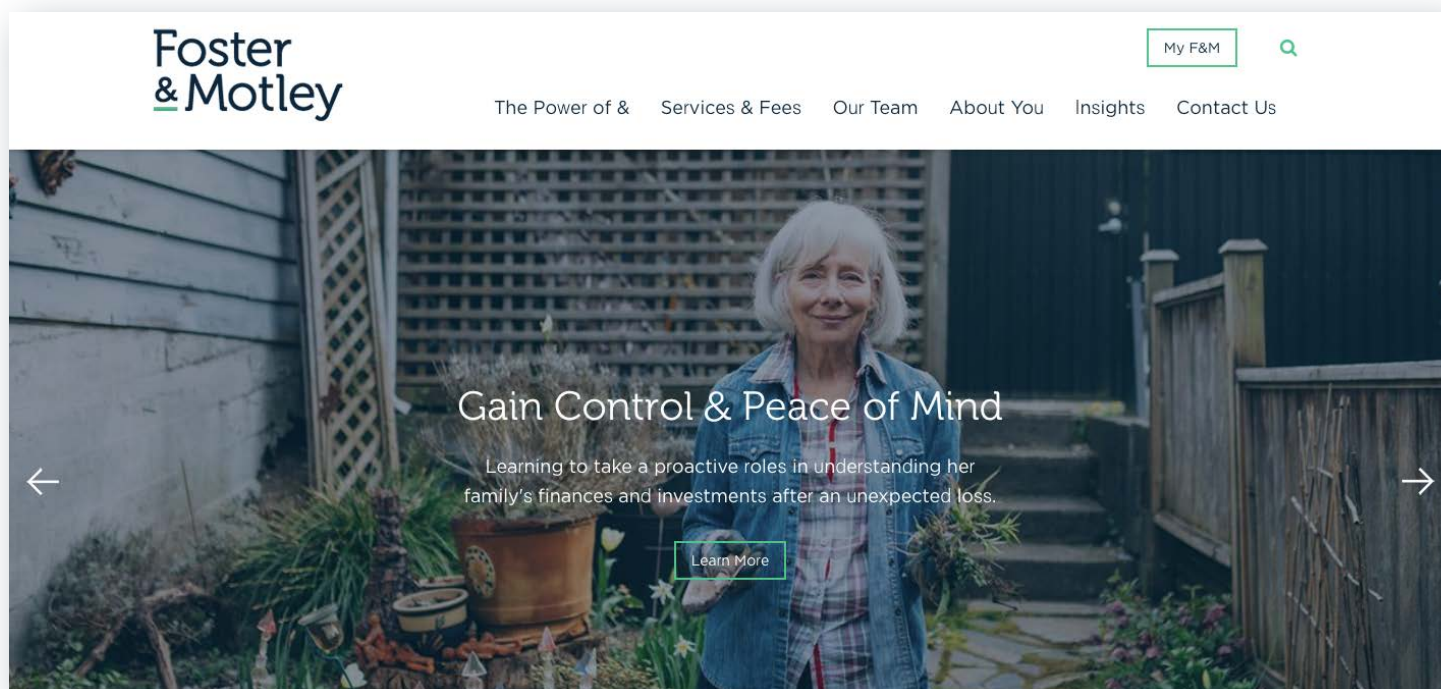 Foster
& Motley
My F&M
The Power of & Services & Fees Our Team About You Insights Contact Us
Gain Control & Peace of Mind
Learning to take a proactive roles in understanding her
family's finances and investments after an unexpected loss.
Learn More